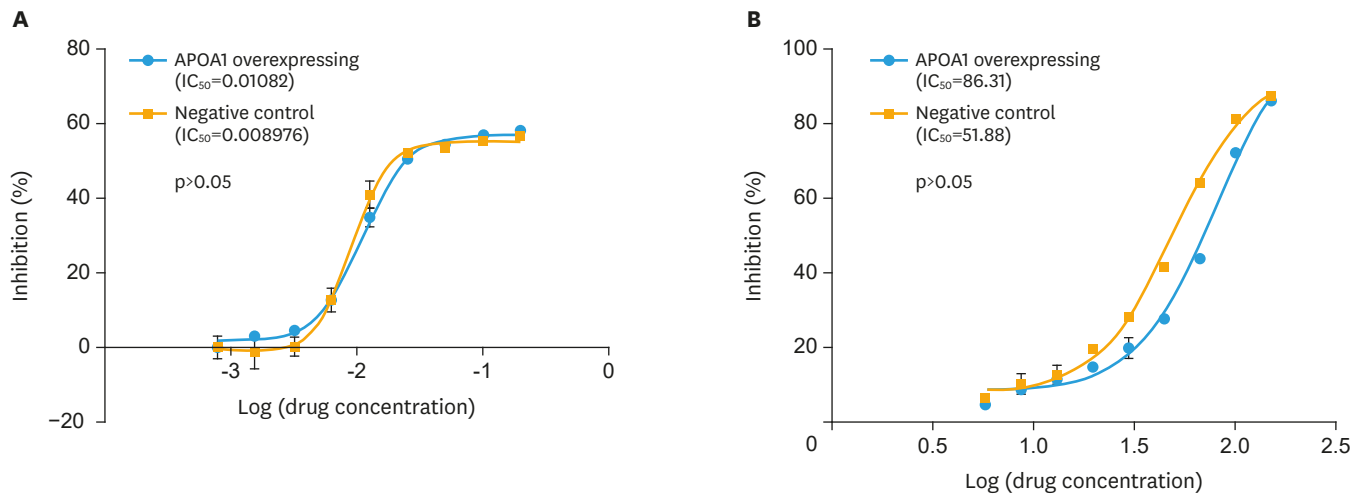 A
80
60
40
20
0
−20
Inhibition (%)
APOA1 overexpressing
(IC₅₀=0.01082)
Negative control
(IC₅₀=0.008976)
p>0.05
-3
-2
-1
0
Log (drug concentration)
B
100
80
60
40
20
0
Inhibition (%)
APOA1 overexpressing
(IC₅₀=86.31)
Negative control
(IC₅₀=51.88)
p>0.05
0.5
1.0
1.5
2.0
2.5
Log (drug concentration)